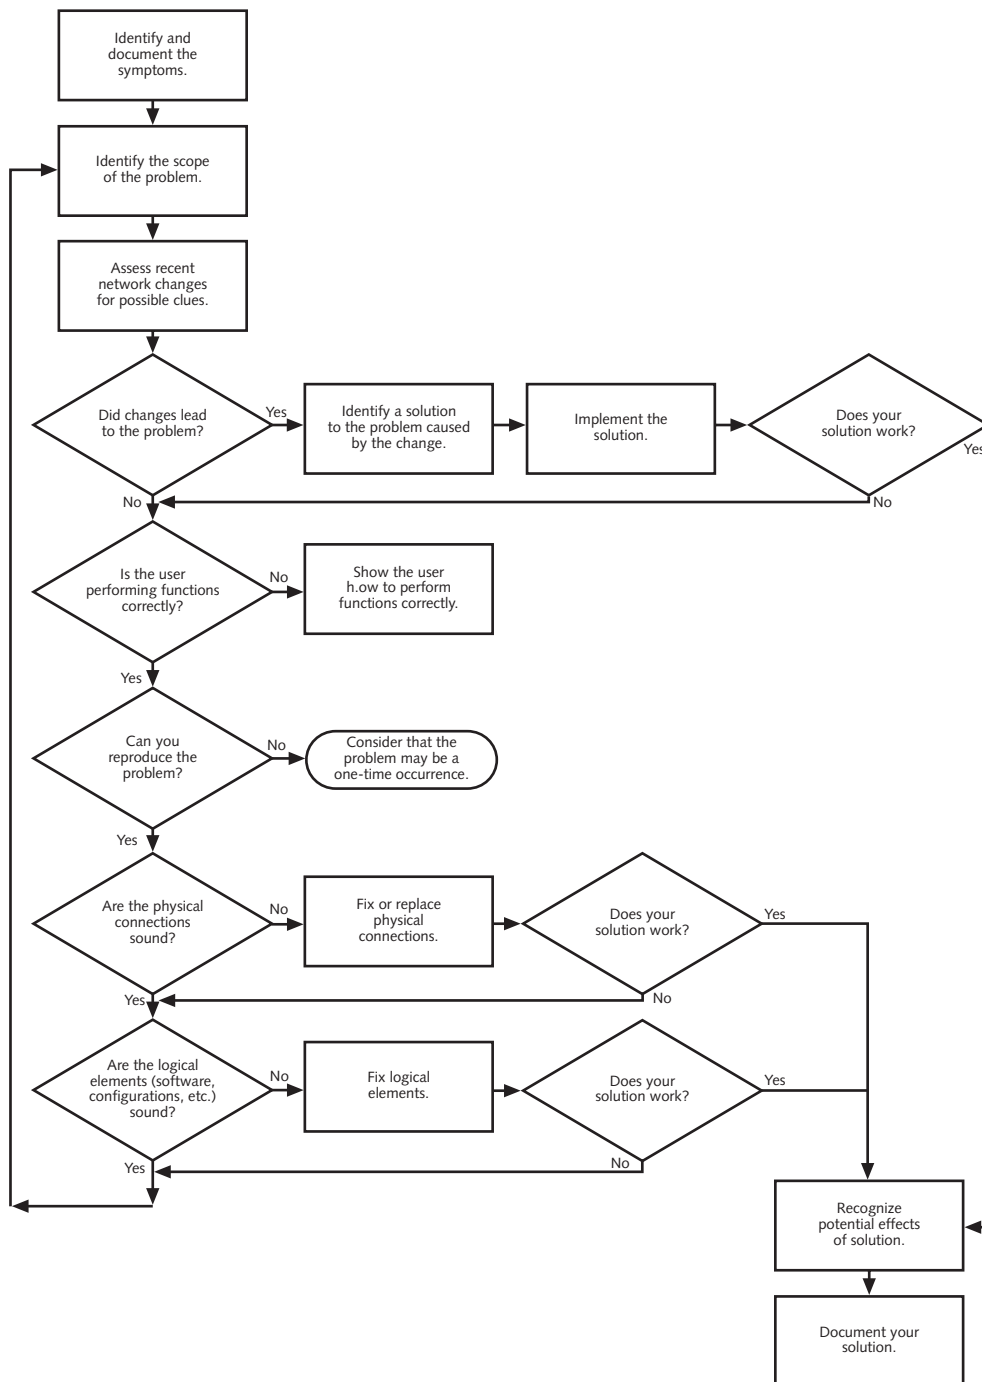 Identify and
document the
symptoms.
Identify the scope
of the problem.
Assess recent
network changes
for possible clues.
Did changes lead
to the problem?
Yes
Identify a solution
to the problem caused
by the change.
Implement the
solution.
Does your
solution work?
Yes
No
No
Is the user
performing functions
correctly?
No
Show the user
h.ow to perform
functions correctly.
Yes
Can you
reproduce the
problem?
No
Consider that the
problem may be a
one-time occurrence.
Yes
Are the physical
connections
sound?
No
Fix or replace
physical
connections.
Does your
solution work?
Yes
Yes
No
Are the logical
elements (software,
configurations, etc.)
sound?
No
Fix logical
elements.
Does your
solution work?
Yes
Yes
No
Recognize
potential effects
of solution.
Document your
solution.